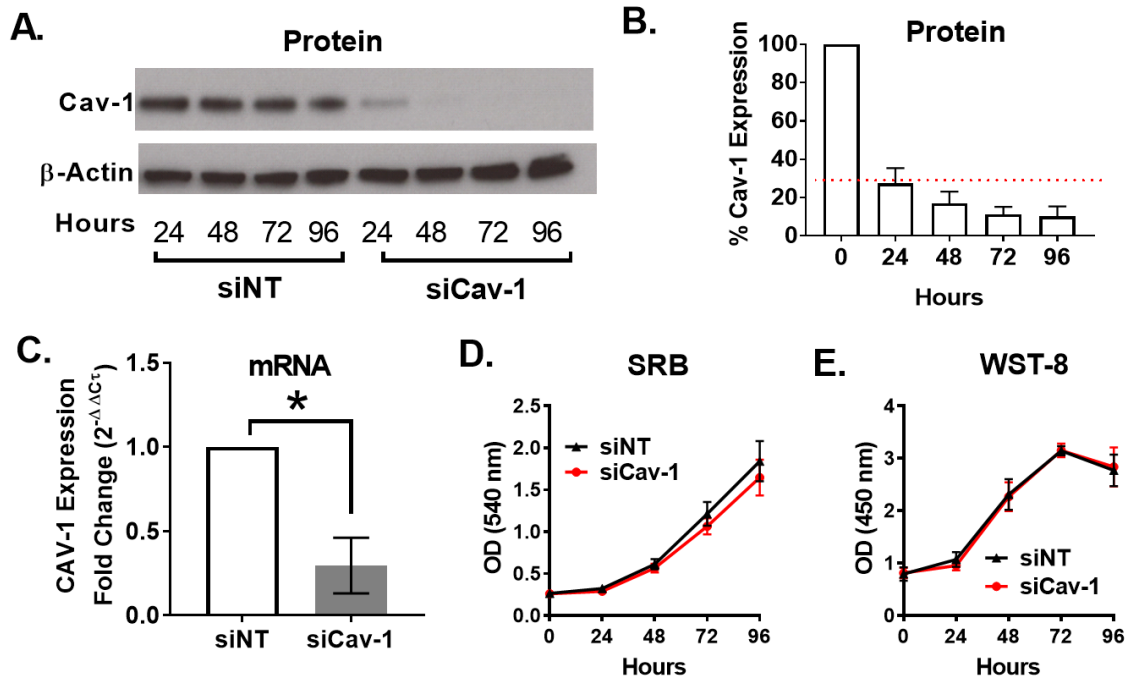 A.
Protein
Cav-1
β-Actin
Hours
24 48 72 96 24 48 72 96
siNT siCav-1
B.
Protein
% Cav-1 Expression
100
80
60
40
20
0
0 24 48 72 96
Hours
C.
mRNA
CAV-1 Expression
Fold Change (2-ΔΔCτ)
1.5
1.0
0.5
0.0
*
siNT siCav-1
D.
SRB
OD (540 nm)
2.5
2.0
1.5
1.0
0.5
0.0
siNT
siCav-1
0 24 48 72 96
Hours
E.
WST-8
OD (450 nm)
4
3
2
1
0
siNT
siCav-1
0 24 48 72 96
Hours